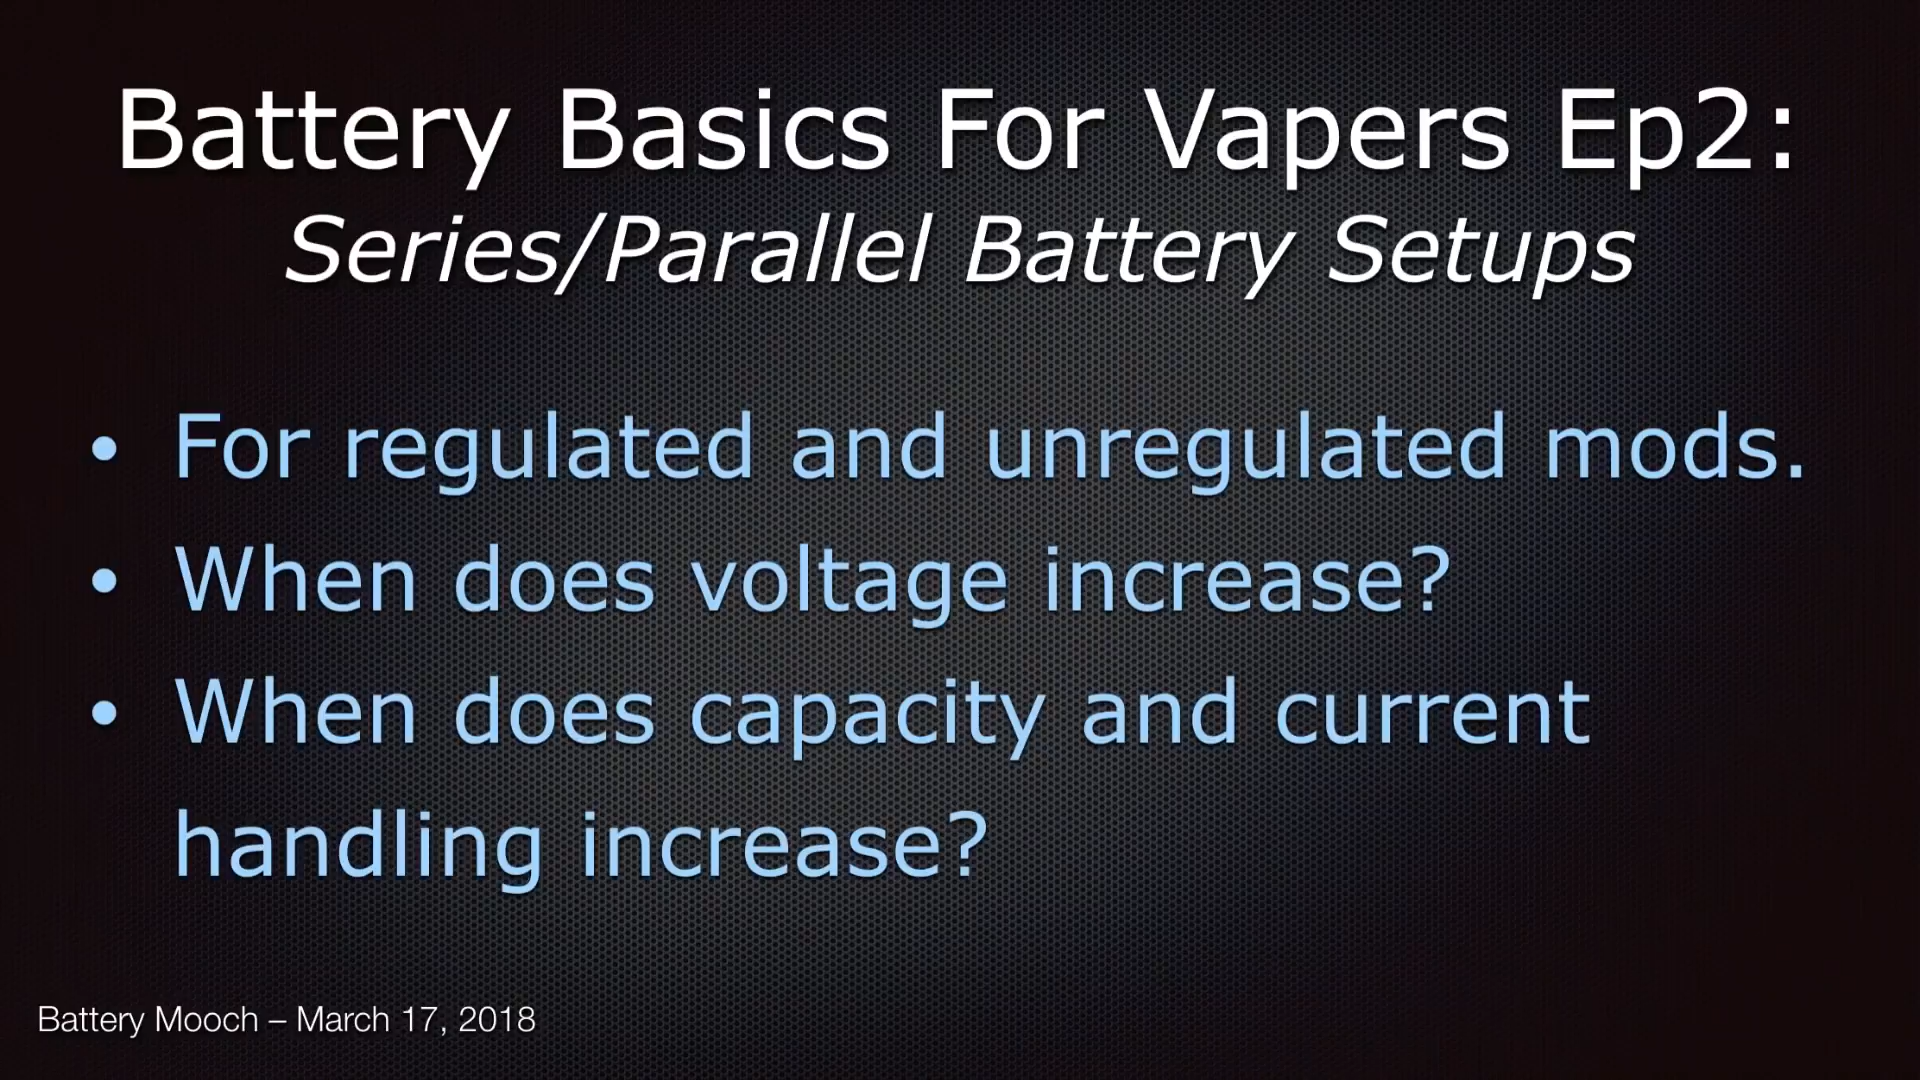 Battery Basics For Vapers Ep2:
Series/Parallel Battery Setups
• For regulated and unregulated mods.
• When does voltage increase?
• When does capacity and current
handling increase?
Battery Mooch – March 17, 2018